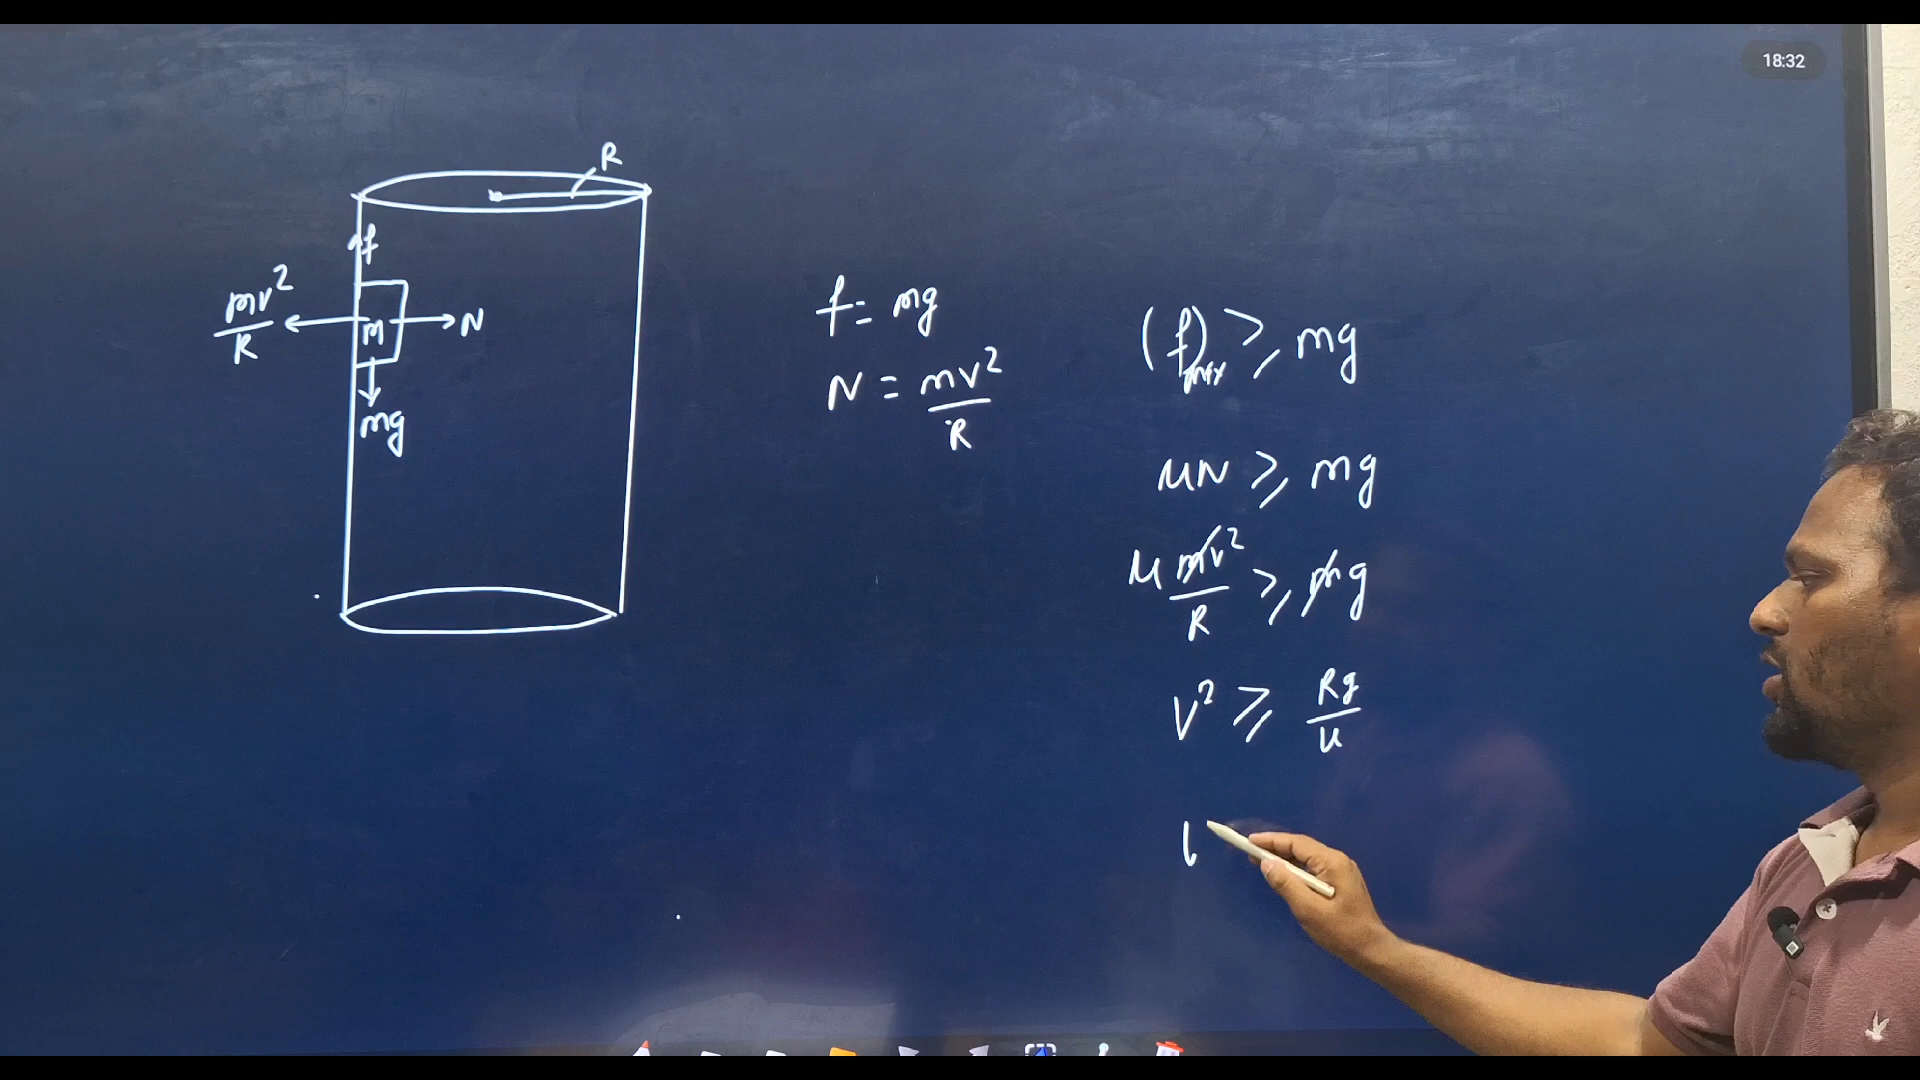 18:32
R
f
mv²/R
N
m
mg
f = mg
N = mv²/R
(f)max ⩾ mg
μN ⩾ mg
μ mv²/R ⩾ mg
V² ⩾ Rg/μ